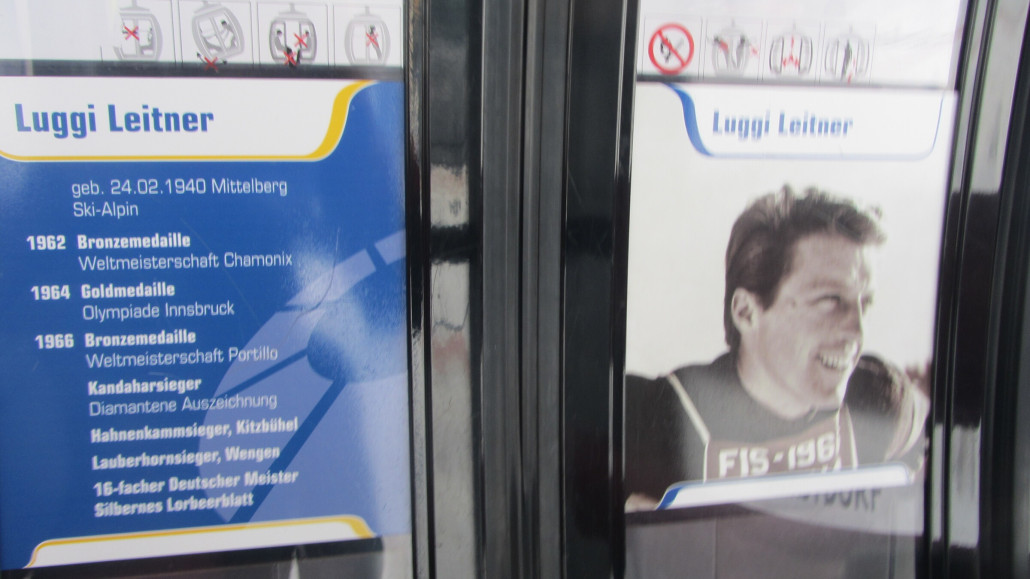 Luggi Leitner
geb. 24.02.1940 Mittelberg
Ski-Alpin
1962 Bronzemedaille
Weltmeisterschaft Chamonix
1964 Goldmedaille
Olympiade Innsbruck
1966 Bronzemedaille
Weltmeisterschaft Portillo
Kandaharsieger
Diamantene Auszeichnung
Hahnenkammsieger, Kitzbühel
Lauberhornsieger, Wengen
16-facher Deutscher Meister
Silbernes Lorbeerblatt
Luggi Leitner
FIS-196